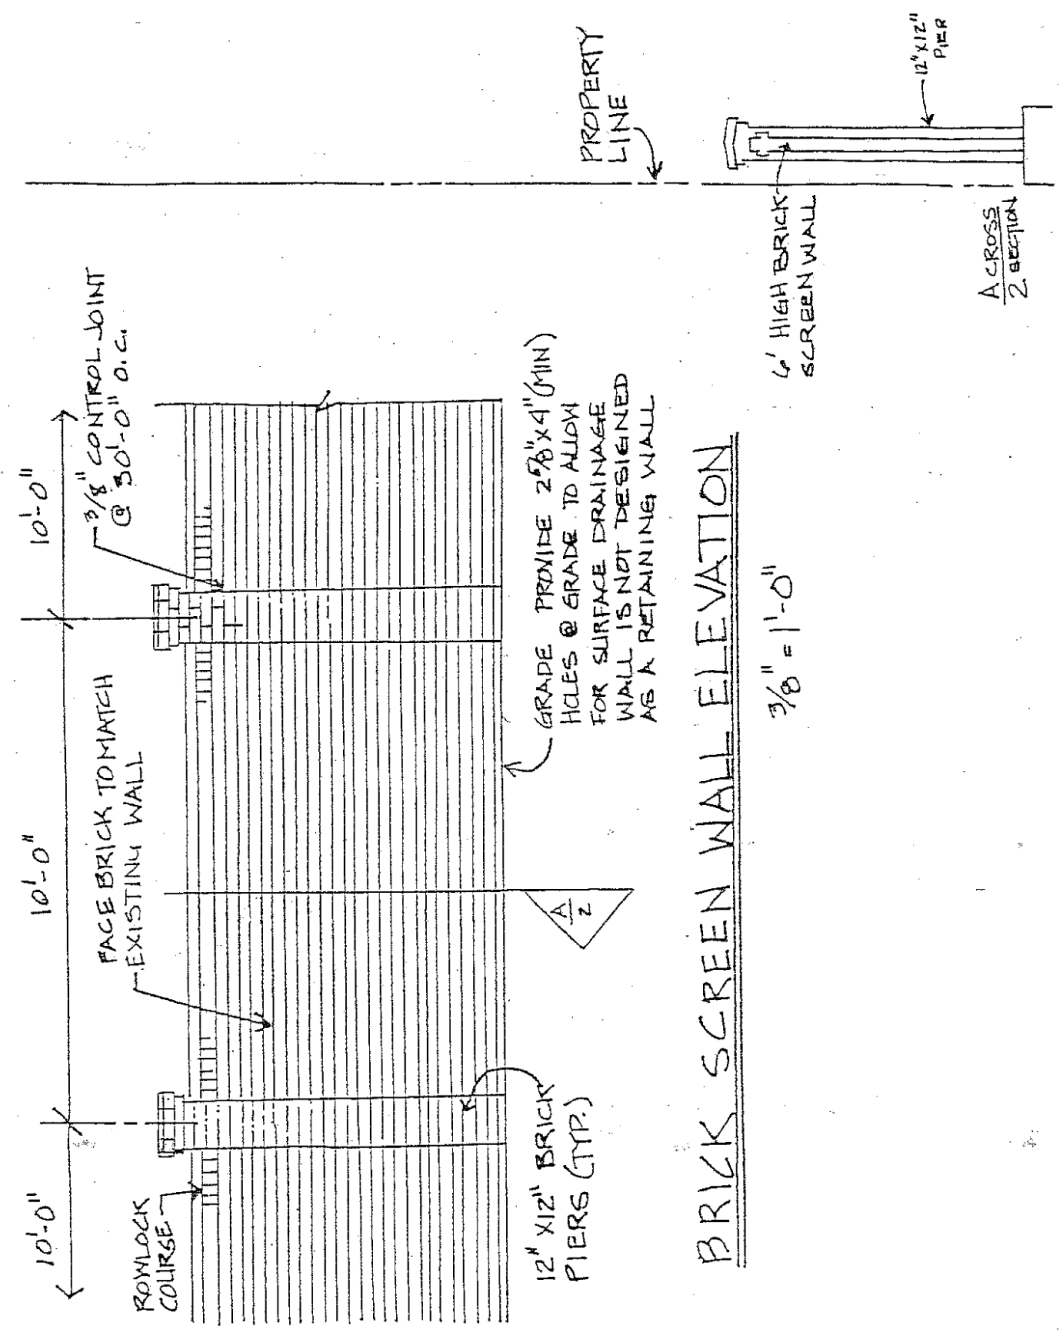 10'-0"
10'-0"
10'-0"
ROWLOCK
COURSE
FACE BRICK TO MATCH
EXISTING WALL
3/8" CONTROL JOINT
@ 30'-0" O.C.
12" X12" BRICK
PIERS (TYP.)
A
2
GRADE PROVIDE 2 5/8" X 4" (MIN)
HOLES @ GRADE TO ALLOW
FOR SURFACE DRAINAGE
WALL IS NOT DESIGNED
AS A RETAINING WALL
BRICK SCREEN WALL ELEVATION
3/8" = 1'-0"
PROPERTY
LINE
12"X12"
PIER
6' HIGH BRICK
SCREEN WALL
A CROSS
2 SECTION